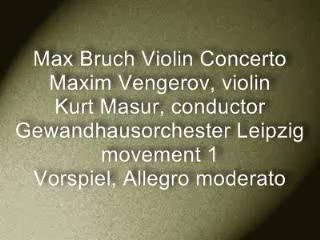 Max Bruch Violin Concerto
Maxim Vengerov, violin
Kurt Masur, conductor
Gewandhausorchester Leipzig
movement 1
Vorspiel, Allegro moderato